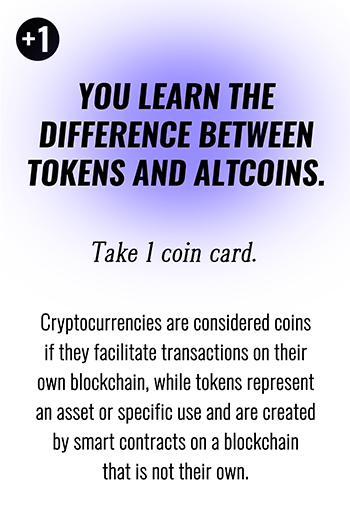 +1
YOU LEARN THE
DIFFERENCE BETWEEN
TOKENS AND ALTCOINS.
Take 1 coin card.
Cryptocurrencies are considered coins
if they facilitate transactions on their
own blockchain, while tokens represent
an asset or specific use and are created
by smart contracts on a blockchain
that is not their own.